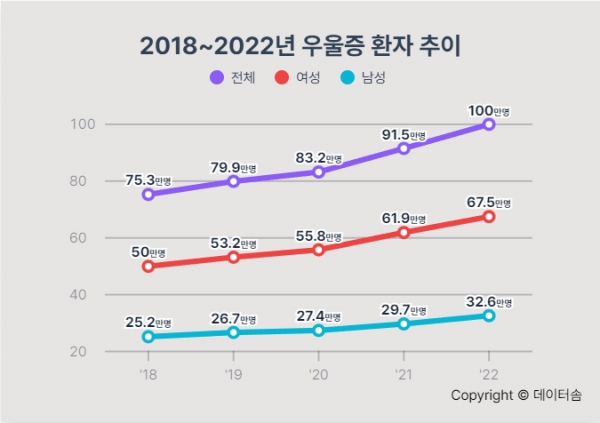 2018~2022년 우울증 환자 추이
전체 여성 남성
100
80
60
40
20
75.3만명 79.9만명 83.2만명 91.5만명 100만명
50만명 53.2만명 55.8만명 61.9만명 67.5만명
25.2만명 26.7만명 27.4만명 29.7만명 32.6만명
'18 '19 '20 '21 '22
Copyright © 데이터솜